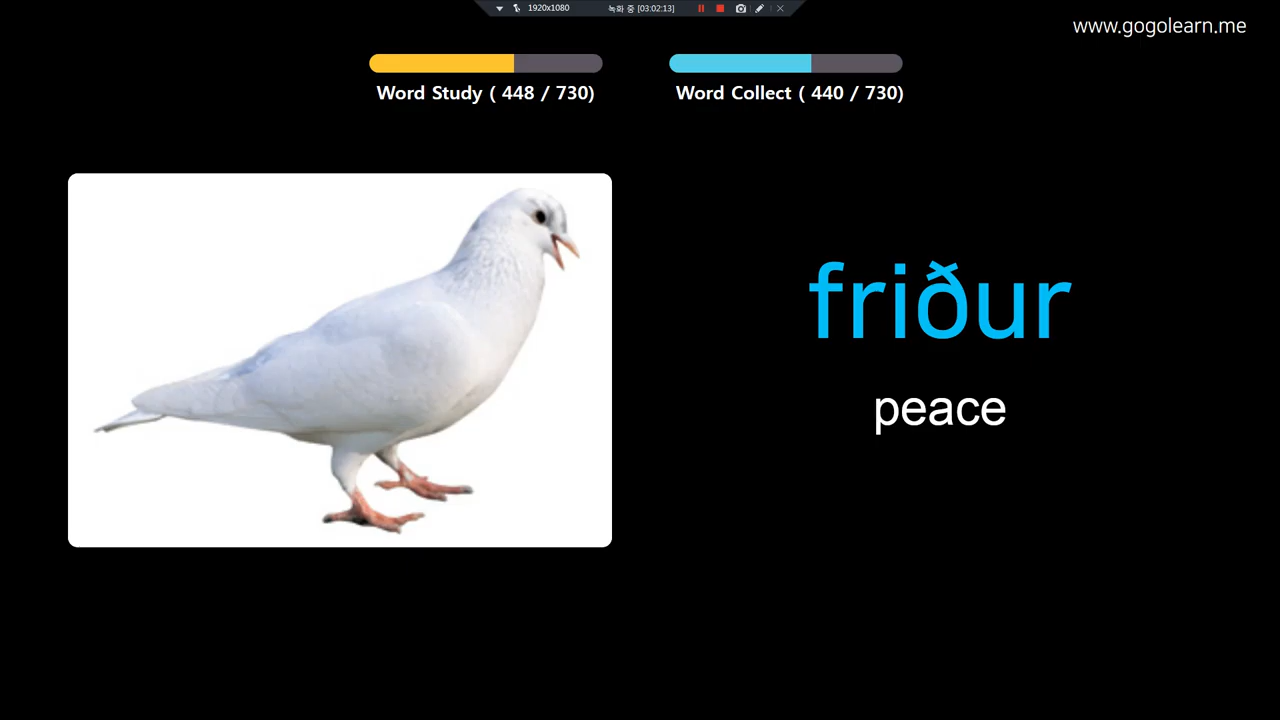 1920x1080 녹화 중 [03:02:13]
www.gogolearn.me
Word Study ( 448 / 730)
Word Collect ( 440 / 730)
friður
peace